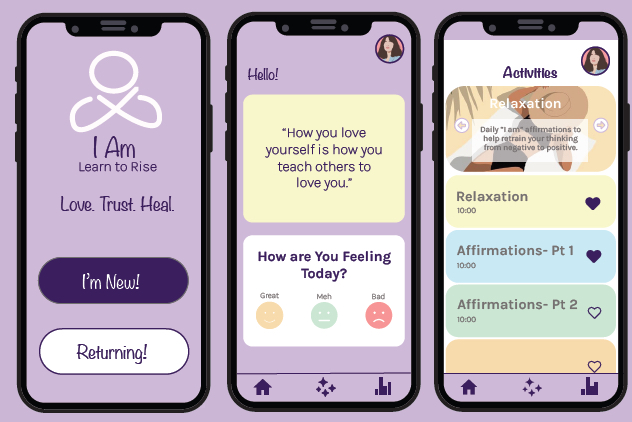 I Am
Learn to Rise
Love. Trust. Heal.
I'm New!
Returning!
Hello!
“How you love
yourself is how you
teach others to
love you.”
How are You Feeling
Today?
Great
Meh
Bad
Activities
Relaxation
Daily "I am" affirmations to
help retrain your thinking
from negative to positive.
Relaxation
10:00
Affirmations- Pt 1
10:00
Affirmations- Pt 2
10:00